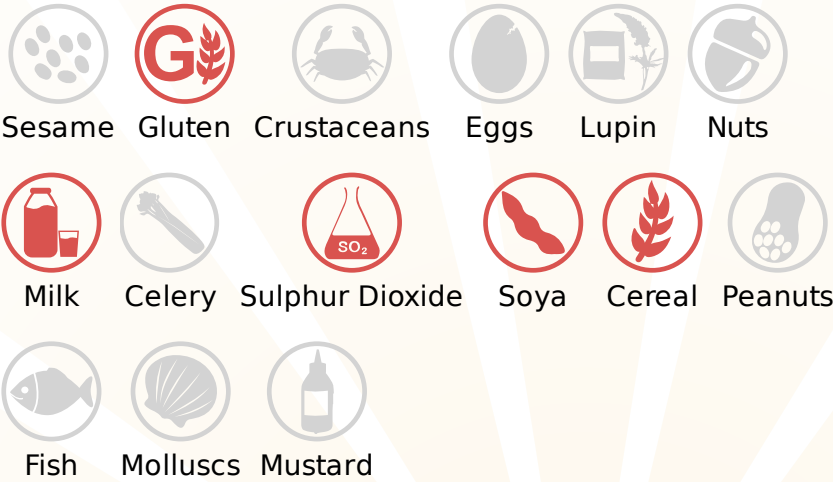 G
Sesame Gluten Crustaceans Eggs Lupin Nuts
SO₂
Milk Celery Sulphur Dioxide Soya Cereal Peanuts
Fish Molluscs Mustard